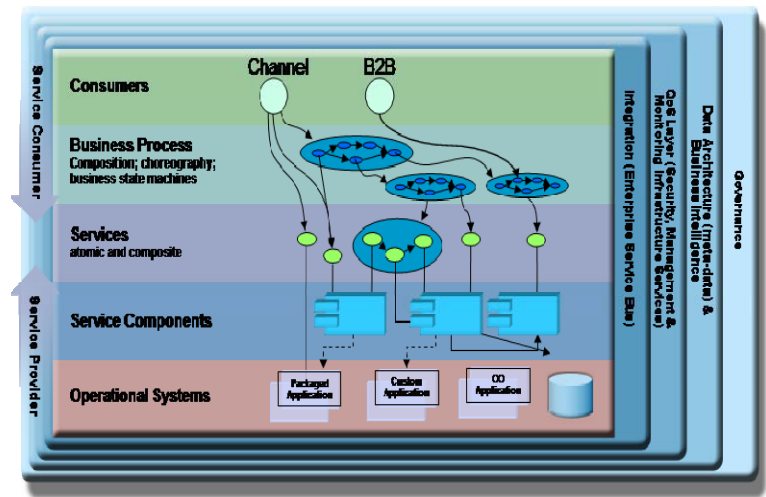 Channel
B2B
Consumers
Business Process
Composition; choreography;
business state machines
Services
atomic and composite
Service Components
Operational Systems
Packaged
Application
Custom
Application
OO
Application
Service Consumer
Service Provider
Integration (Enterprise Service Bus)
QoS Layer (Security, Management &
Monitoring Infrastructure Services)
Data Architecture (meta-data) &
Business Intelligence
Governance